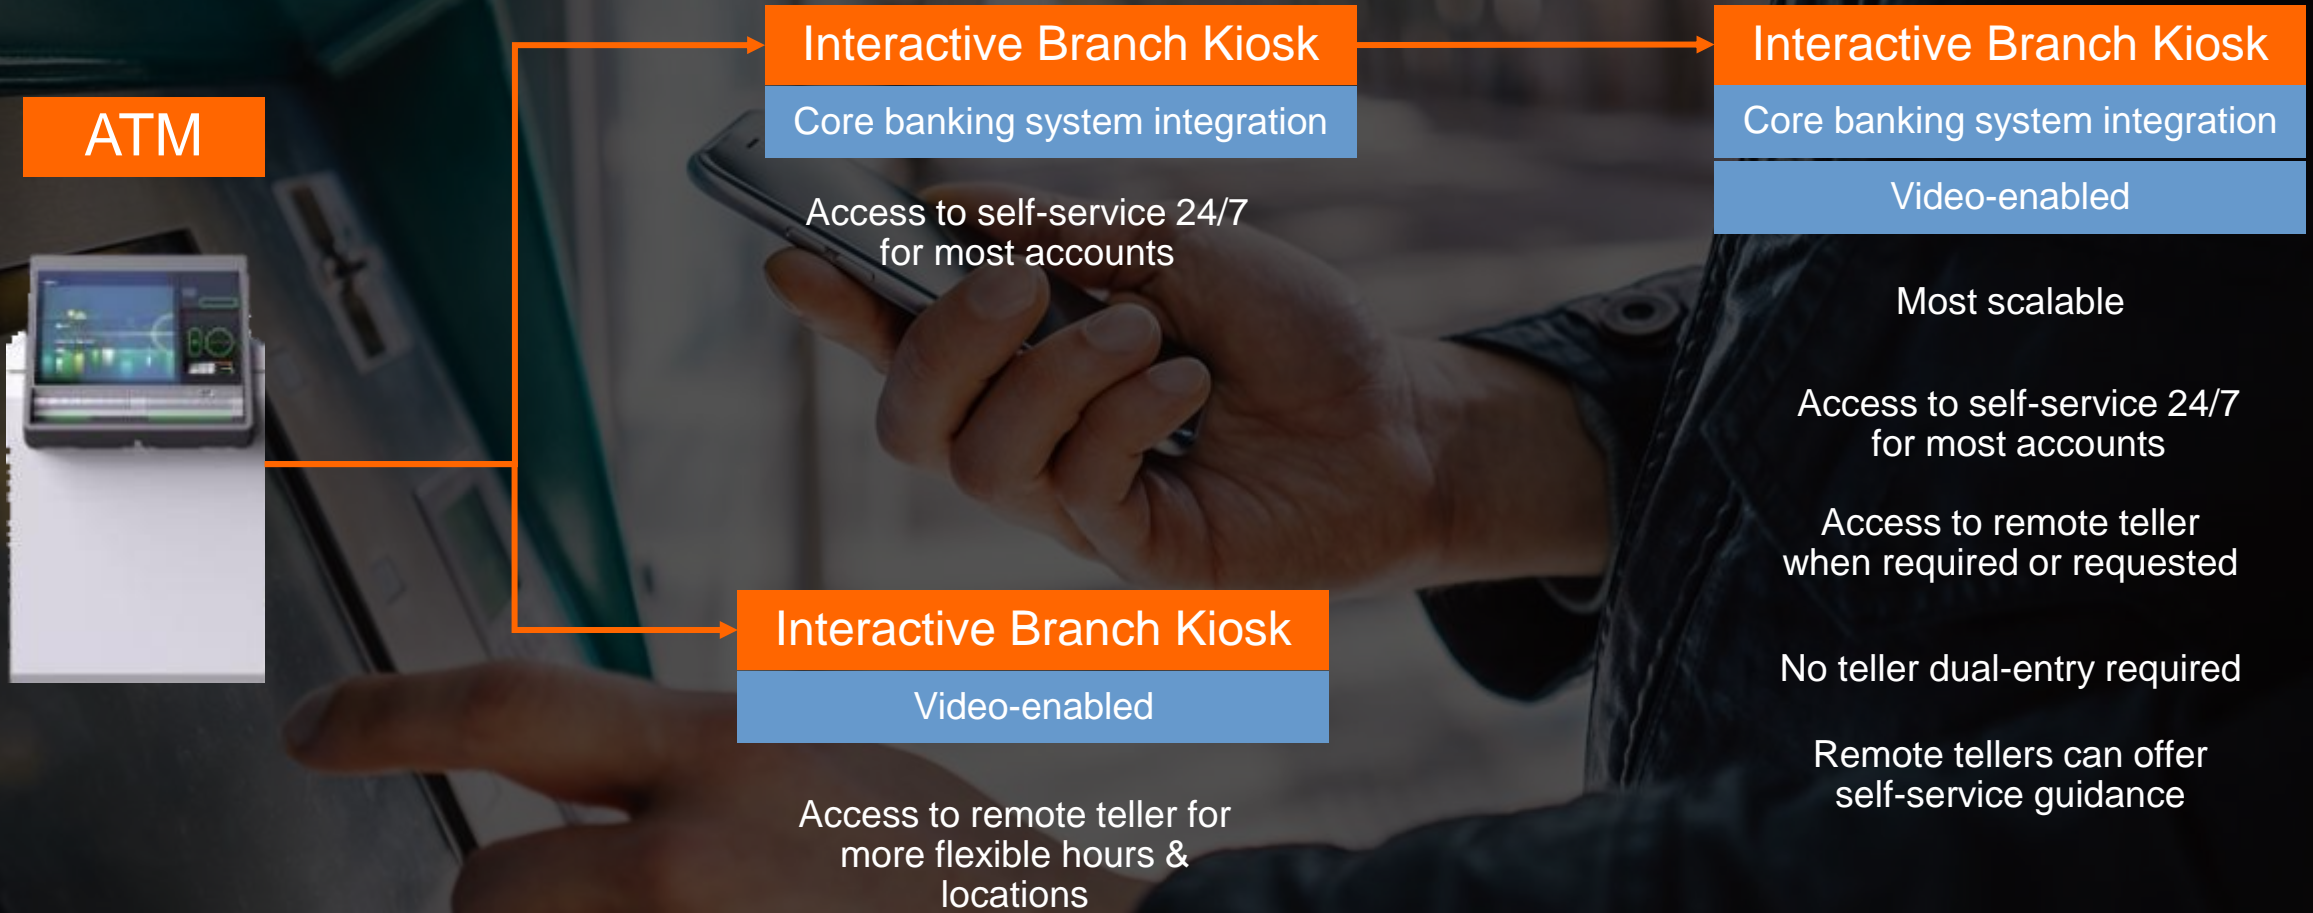 ATM
Interactive Branch Kiosk
Core banking system integration
Access to self-service 24/7
for most accounts
Interactive Branch Kiosk
Video-enabled
Access to remote teller for
more flexible hours &
locations
Interactive Branch Kiosk
Core banking system integration
Video-enabled
Most scalable
Access to self-service 24/7
for most accounts
Access to remote teller
when required or requested
No teller dual-entry required
Remote tellers can offer
self-service guidance